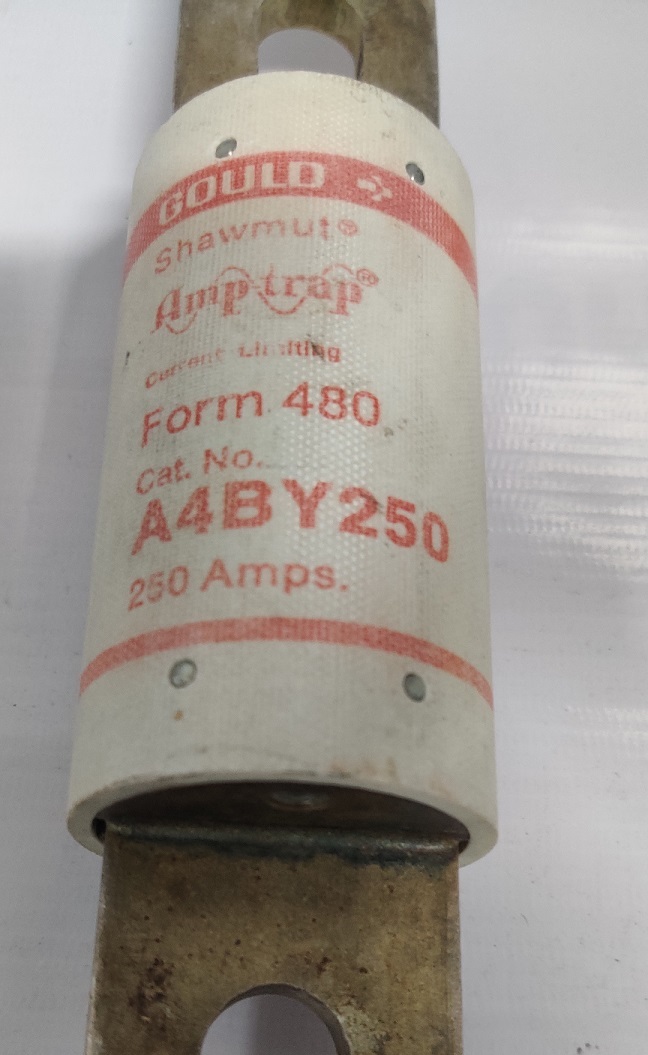 GOULD
Shawmut®
Amp-trap®
Current Limiting
Form 480
Cat. No.
A4BY250
250 Amps.